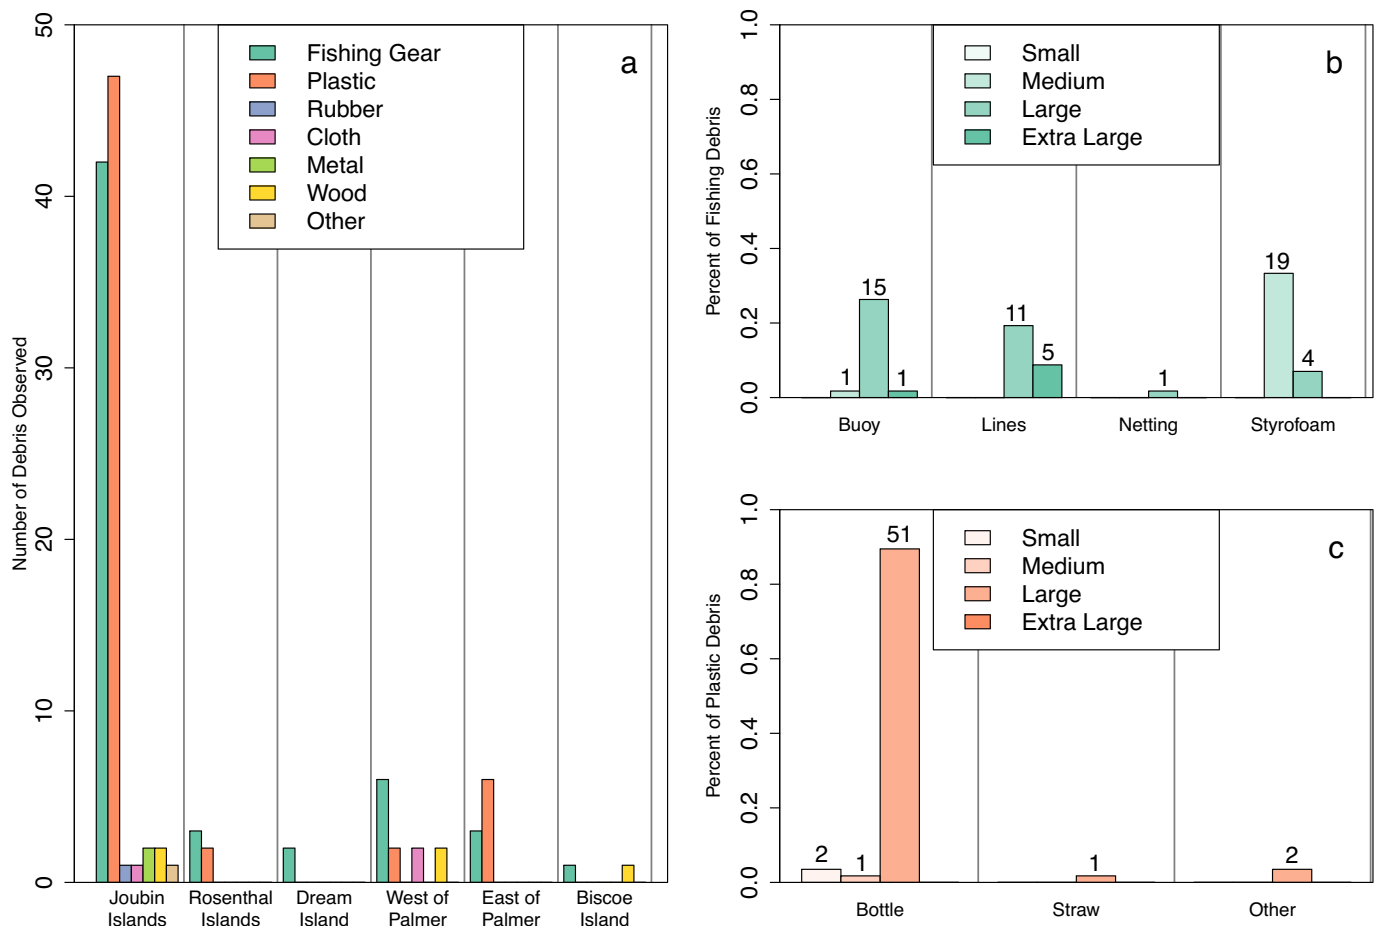 a
Fishing Gear
Plastic
Rubber
Cloth
Metal
Wood
Other
Number of Debris Observed
0
10
20
30
40
50
Joubin
Islands
Rosenthal
Islands
Dream
Island
West of
Palmer
East of
Palmer
Biscoe
Island
b
Small
Medium
Large
Extra Large
Percent of Fishing Debris
0.0
0.2
0.4
0.6
0.8
1.0
1
15
1
11
5
1
19
4
Buoy
Lines
Netting
Styrofoam
c
Small
Medium
Large
Extra Large
Percent of Plastic Debris
0.0
0.2
0.4
0.6
0.8
1.0
2
1
51
1
2
Bottle
Straw
Other